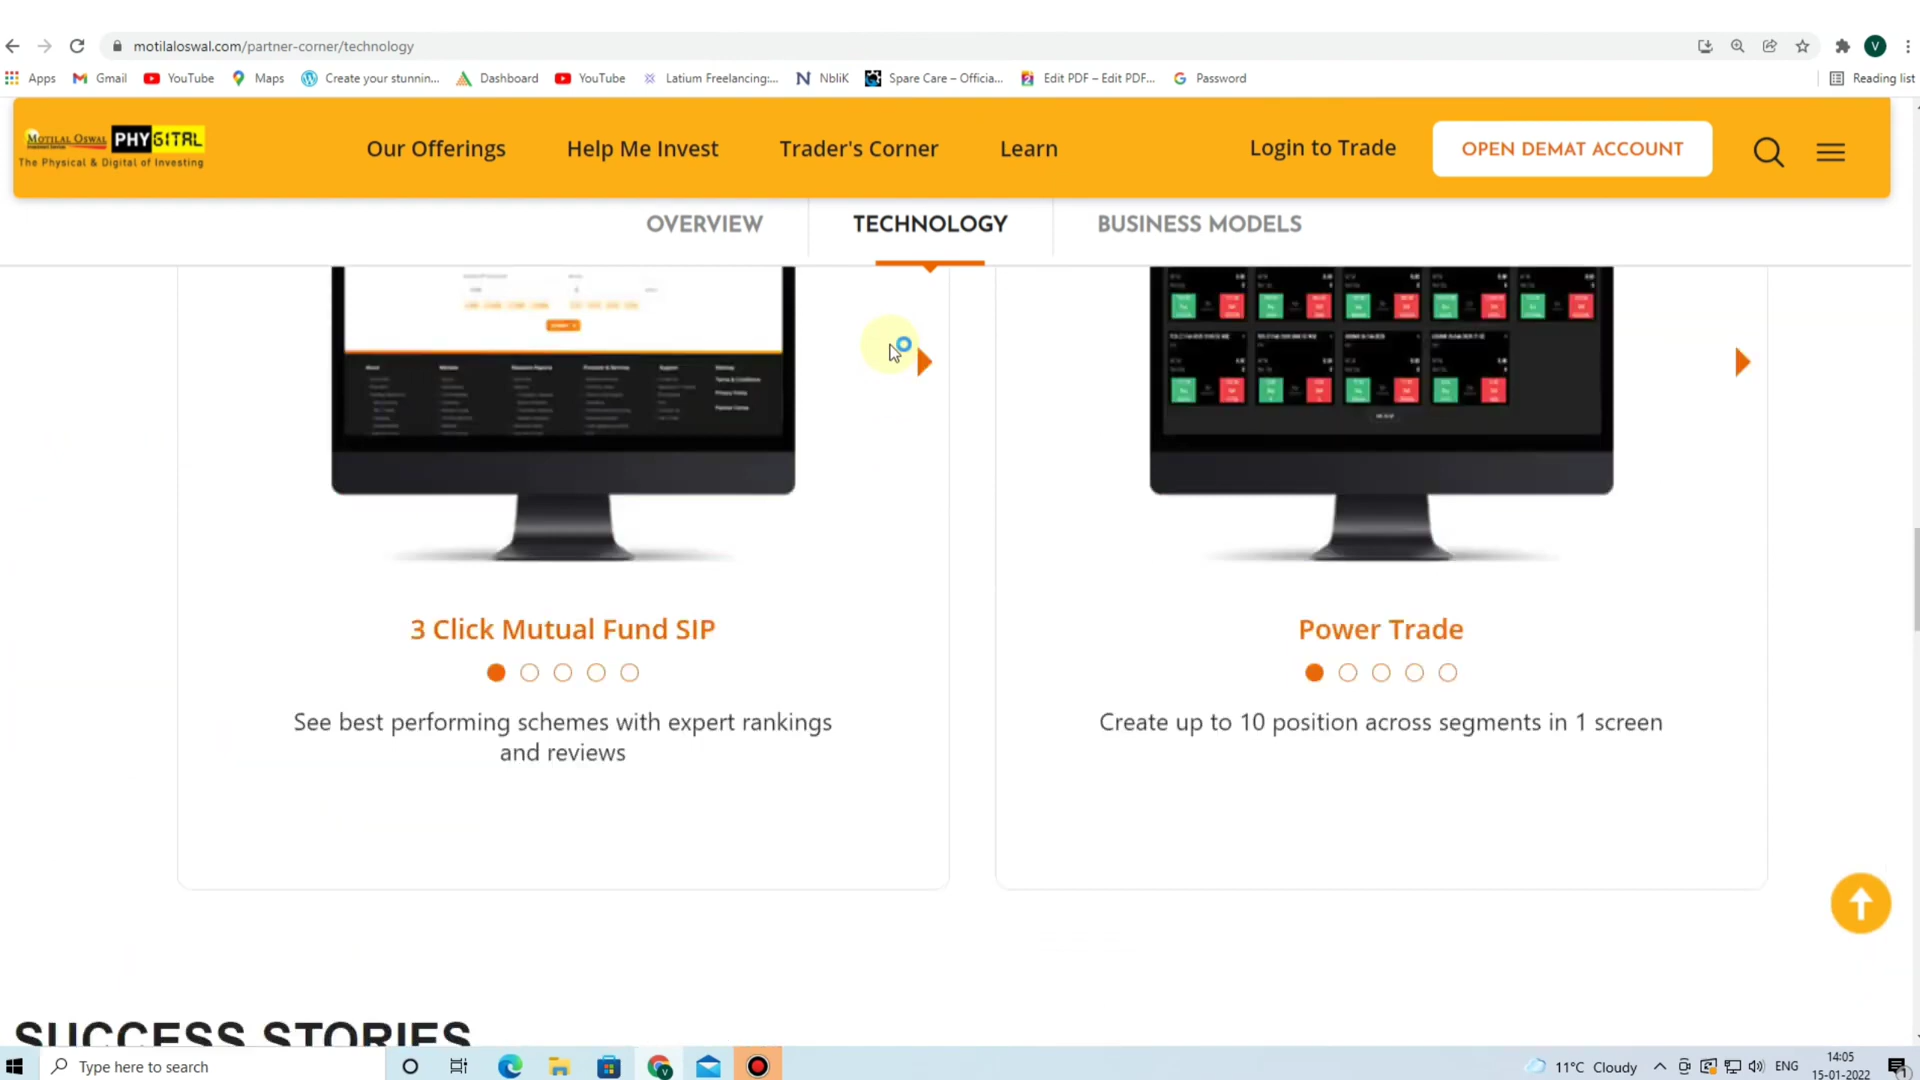 motilaloswal.com/partner-corner/technology
V
Apps
Gmail
YouTube
Maps
Create your stunnin...
Dashboard
YouTube
Latium Freelancing:...
NbliK
Spare Care – Officia...
Edit PDF – Edit PDF...
Password
Reading list
MOTILAL OSWAL PHYGITAL
The Physical & Digital of Investing
Our Offerings
Help Me Invest
Trader's Corner
Learn
Login to Trade
OPEN DEMAT ACCOUNT
OVERVIEW
TECHNOLOGY
BUSINESS MODELS
3 Click Mutual Fund SIP
See best performing schemes with expert rankings
and reviews
Power Trade
Create up to 10 position across segments in 1 screen
SUCCESS STORIES
Type here to search
11°C Cloudy
ENG
14:05
15-01-2022
1